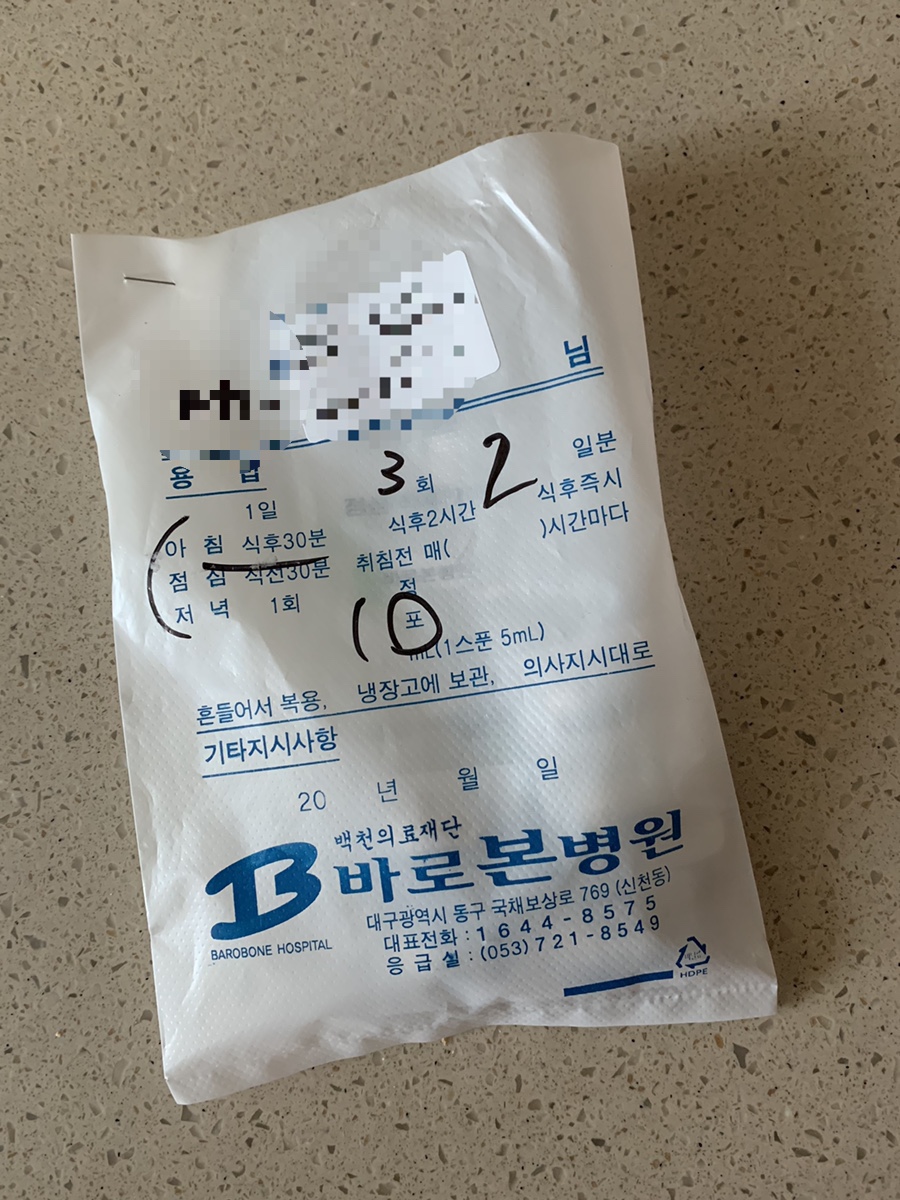 님
용 법
1일 3 회 2 일분
아 침 식후30분 식후2시간 식후즉시
점 심 식전30분 취침전 매( )시간마다
저 녁 1회 1 정
포
mL(1스푼 5mL)
흔들어서 복용, 냉장고에 보관, 의사지시대로
기타지시사항
20 년 월 일
백천의료재단
B 바로본병원
BAROBONE HOSPITAL
대구광역시 동구 국채보상로 769 (신천동)
대표전화 : 1644-8575
응 급 실 : (053)721-8549
HDPE